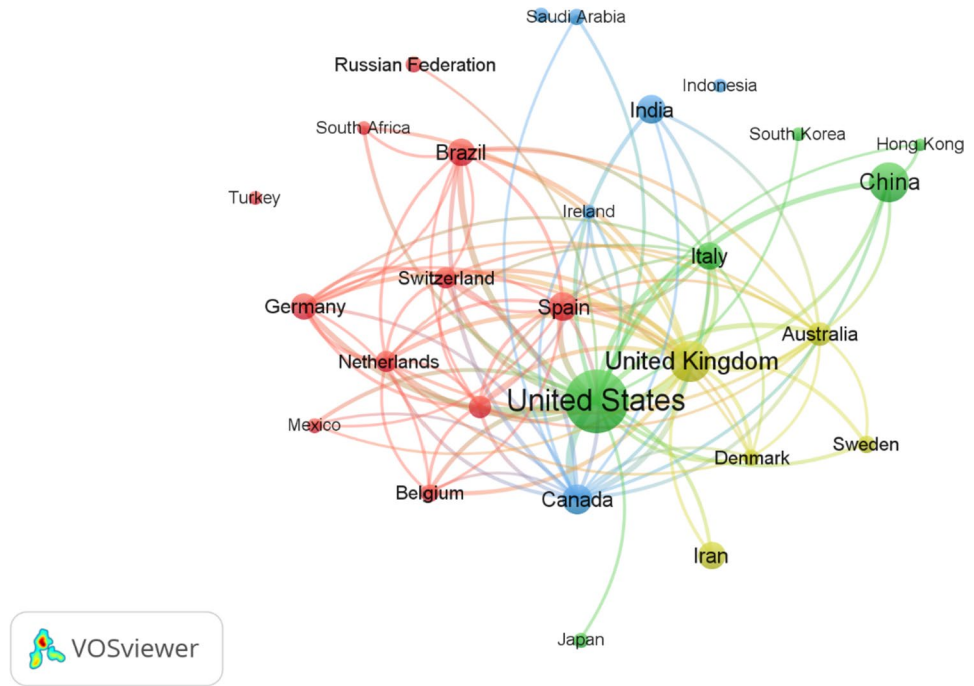 Saudi Arabia
Russian Federation
Indonesia
India
South Africa
South Korea
Hong Kong
Brazil
China
Turkey
Ireland
Italy
Switzerland
Germany
Spain
Australia
Netherlands
United Kingdom
United States
Mexico
Sweden
Denmark
Belgium
Canada
Iran
Japan
VOSviewer